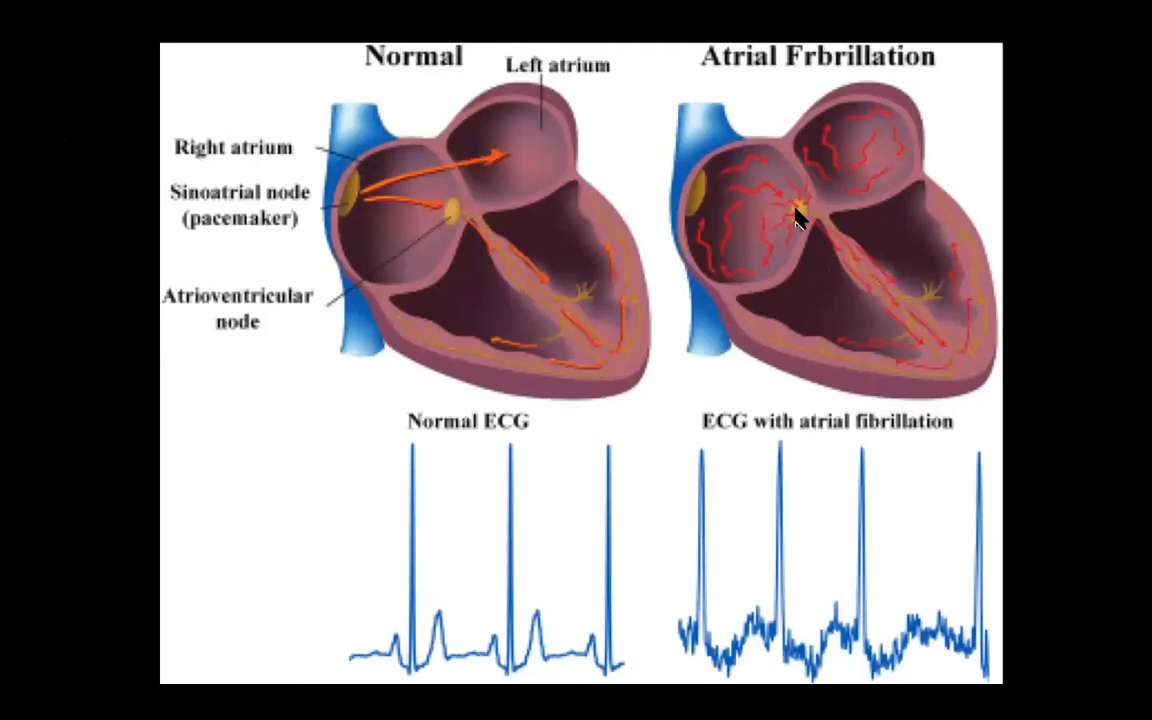 Normal
Left atrium
Right atrium
Sinoatrial node
(pacemaker)
Atrioventricular
node
Atrial Frbrillation
Normal ECG
ECG with atrial fibrillation